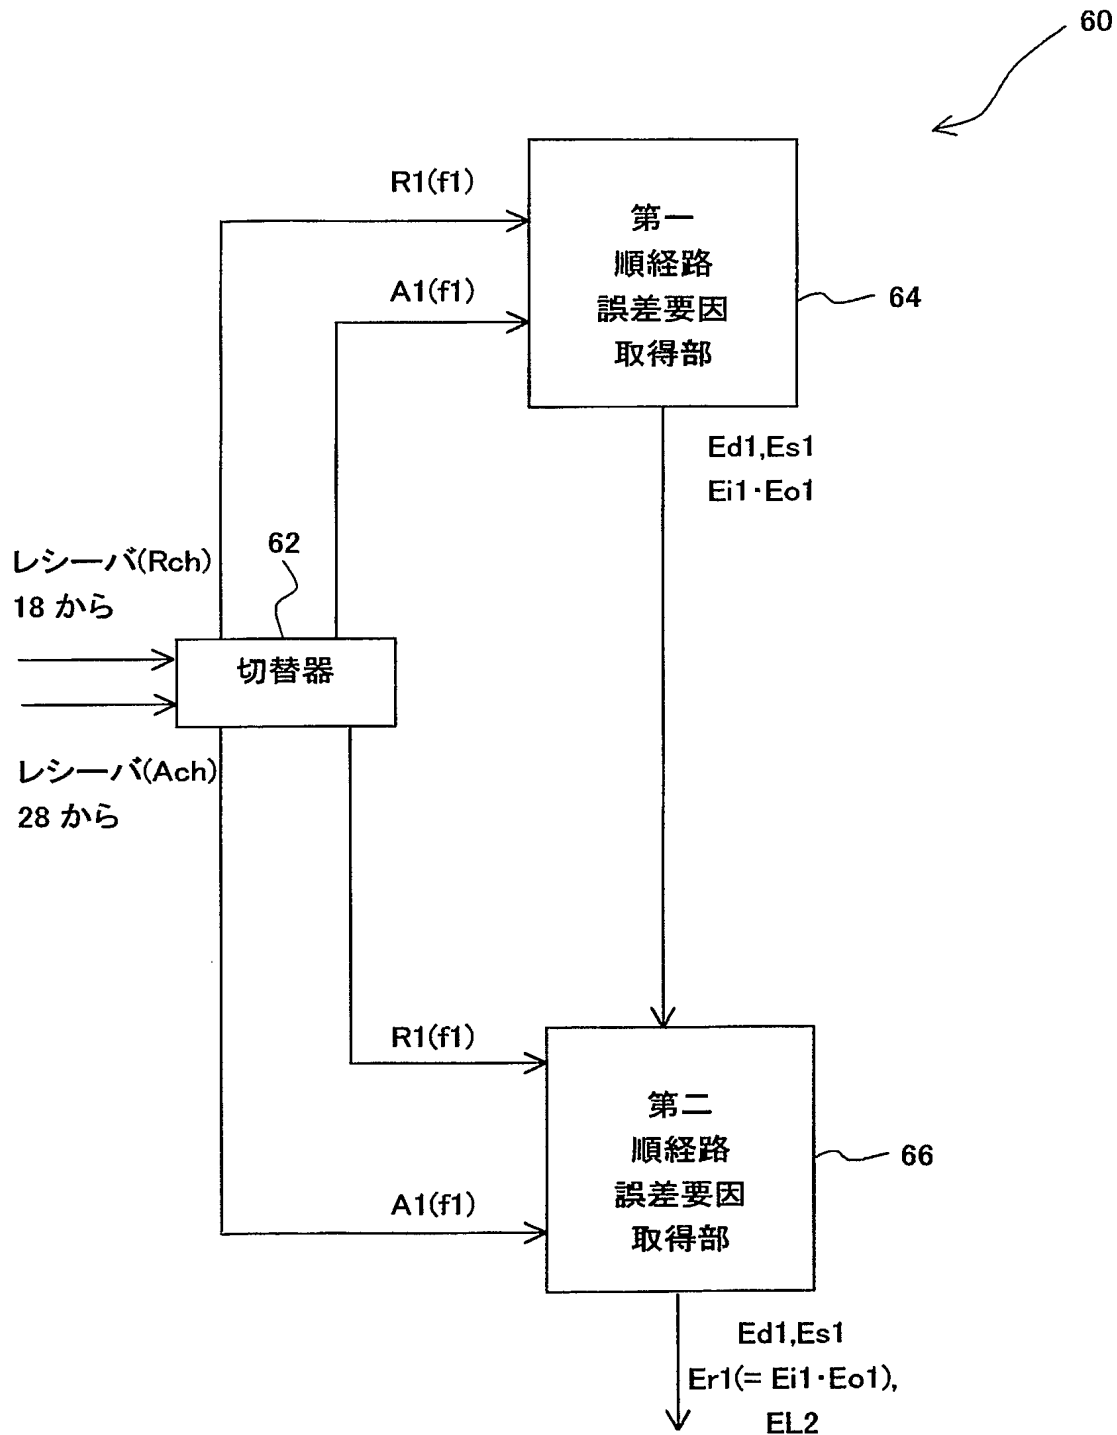 60
R1(f1)
第一
順経路
誤差要因
取得部
A1(f1)
64
Ed1,Es1
Ei1·Eo1
レシーバ(Rch)
18 から
62
切替器
レシーバ(Ach)
28 から
R1(f1)
第二
順経路
誤差要因
取得部
66
A1(f1)
Ed1,Es1
Er1(= Ei1·Eo1),
EL2